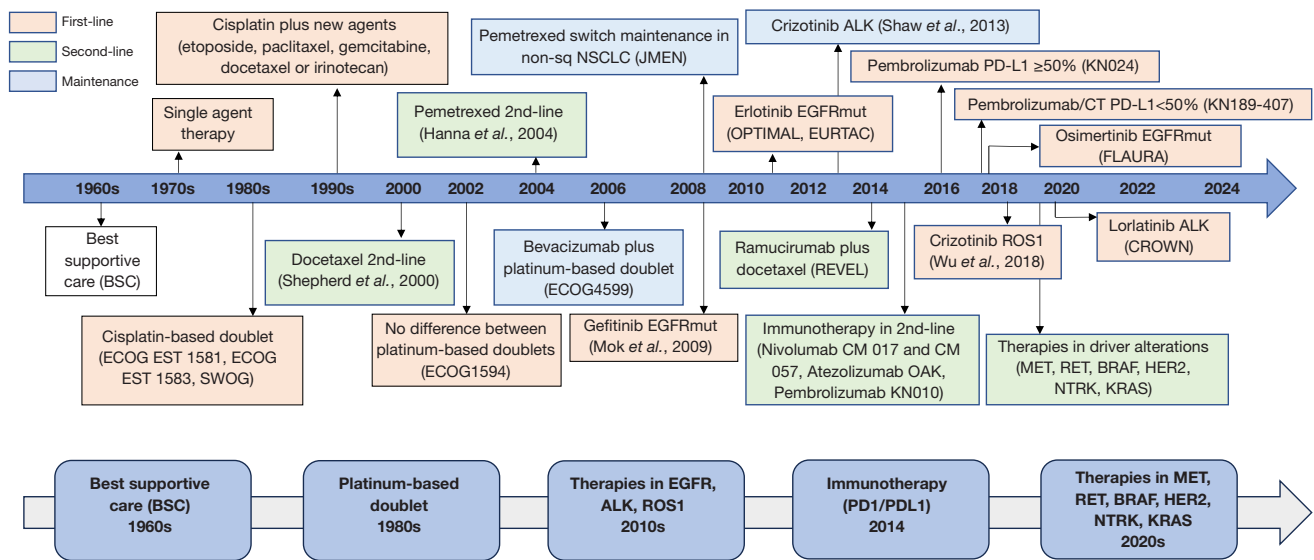 First-line
Second-line
Maintenance
Cisplatin plus new agents
(etoposide, paclitaxel, gemcitabine,
docetaxel or irinotecan)
Single agent
therapy
Pemetrexed 2nd-line
(Hanna et al., 2004)
Pemetrexed switch maintenance in
non-sq NSCLC (JMEN)
Crizotinib ALK (Shaw et al., 2013)
Erlotinib EGFRmut
(OPTIMAL, EURTAC)
Pembrolizumab PD-L1 ≥50% (KN024)
Pembrolizumab/CT PD-L1<50% (KN189-407)
Osimertinib EGFRmut
(FLAURA)
1960s 1970s 1980s 1990s 2000 2002 2004 2006 2008 2010 2012 2014 2016 2018 2020 2022 2024
Best
supportive
care (BSC)
Cisplatin-based doublet
(ECOG EST 1581, ECOG
EST 1583, SWOG)
Docetaxel 2nd-line
(Shepherd et al., 2000)
No difference between
platinum-based doublets
(ECOG1594)
Bevacizumab plus
platinum-based doublet
(ECOG4599)
Gefitinib EGFRmut
(Mok et al., 2009)
Ramucirumab plus
docetaxel (REVEL)
Immunotherapy in 2nd-line
(Nivolumab CM 017 and CM
057, Atezolizumab OAK,
Pembrolizumab KN010)
Crizotinib ROS1
(Wu et al., 2018)
Lorlatinib ALK
(CROWN)
Therapies in driver alterations
(MET, RET, BRAF, HER2,
NTRK, KRAS)
Best supportive
care (BSC)
1960s
Platinum-based
doublet
1980s
Therapies in EGFR,
ALK, ROS1
2010s
Immunotherapy
(PD1/PDL1)
2014
Therapies in MET,
RET, BRAF, HER2,
NTRK, KRAS
2020s